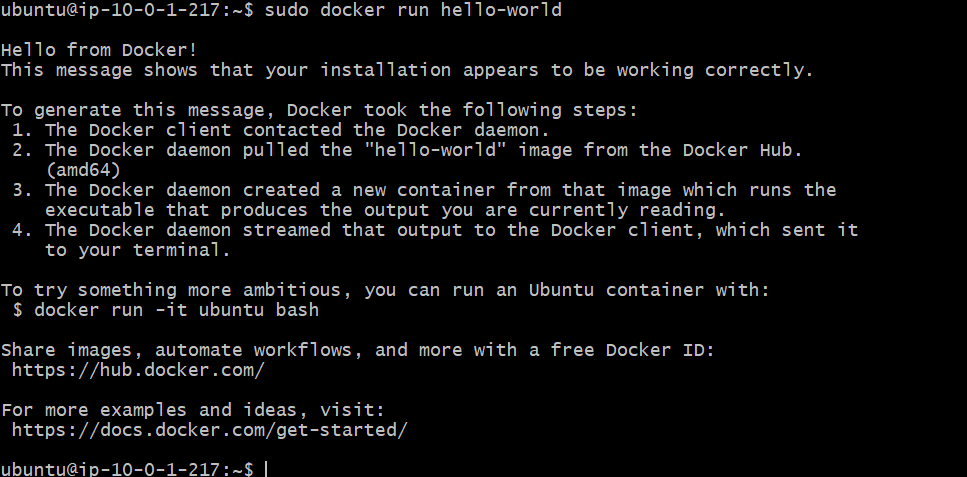 ubuntu@ip-10-0-1-217:~$ sudo docker run hello-world
Hello from Docker!
This message shows that your installation appears to be working correctly.
To generate this message, Docker took the following steps:
1. The Docker client contacted the Docker daemon.
2. The Docker daemon pulled the "hello-world" image from the Docker Hub.
(amd64)
3. The Docker daemon created a new container from that image which runs the
executable that produces the output you are currently reading.
4. The Docker daemon streamed that output to the Docker client, which sent it
to your terminal.
To try something more ambitious, you can run an Ubuntu container with:
$ docker run -it ubuntu bash
Share images, automate workflows, and more with a free Docker ID:
https://hub.docker.com/
For more examples and ideas, visit:
https://docs.docker.com/get-started/
ubuntu@ip-10-0-1-217:~$